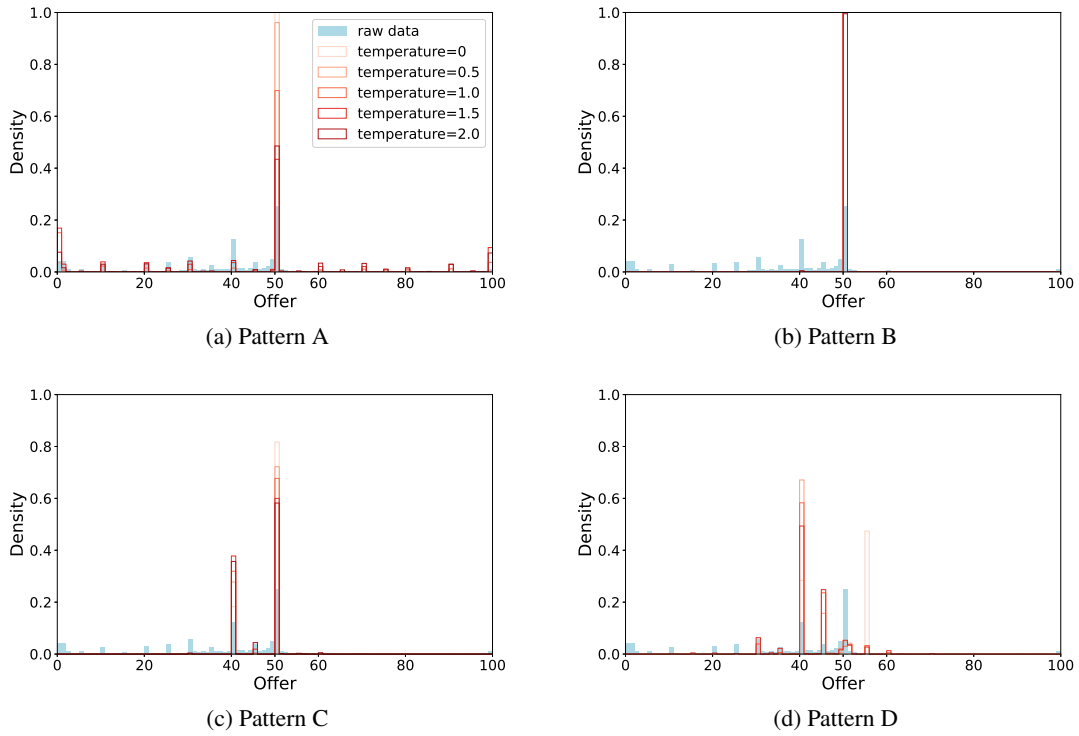 1.0
0.8
0.6
0.4
0.2
0.0
Density
0 20 40 50 60 80 100
Offer
raw data
temperature=0
temperature=0.5
temperature=1.0
temperature=1.5
temperature=2.0
(a) Pattern A
1.0
0.8
0.6
0.4
0.2
0.0
Density
0 20 40 50 60 80 100
Offer
(b) Pattern B
1.0
0.8
0.6
0.4
0.2
0.0
Density
0 20 40 50 60 80 100
Offer
(c) Pattern C
1.0
0.8
0.6
0.4
0.2
0.0
Density
0 20 40 50 60 80 100
Offer
(d) Pattern D